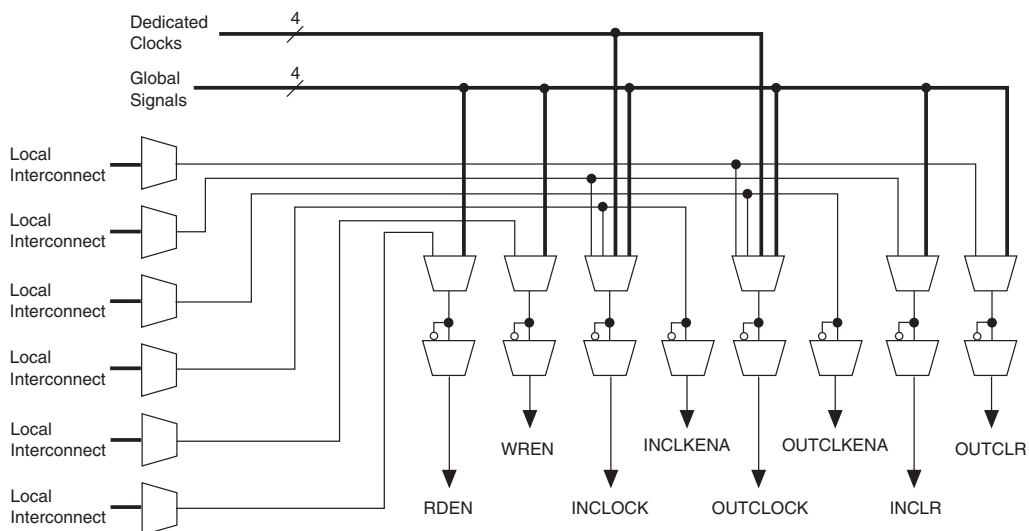 Dedicated
Clocks
4
Global
Signals
4
Local
Interconnect
Local
Interconnect
Local
Interconnect
Local
Interconnect
Local
Interconnect
Local
Interconnect
WREN
INCLKENA
OUTCLKENA
OUTCLR
RDEN
INCLOCK
OUTCLOCK
INCLR